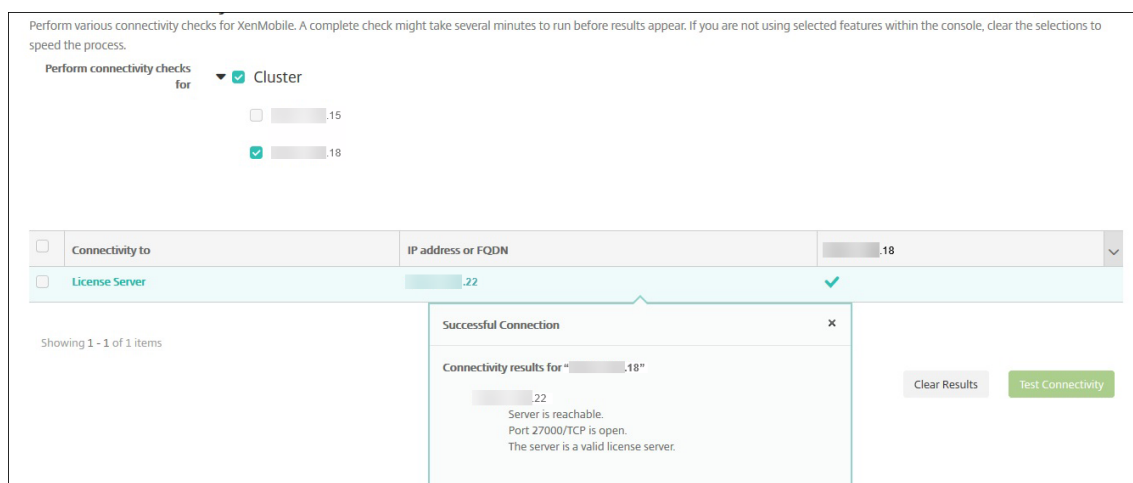 Perform various connectivity checks for XenMobile. A complete check might take several minutes to run before results appear. If you are not using selected features within the console, clear the selections to
speed the process.
Perform connectivity checks
for
Cluster
.15
.18
Connectivity to
IP address or FQDN
.18
License Server
.22
Successful Connection
Showing 1 - 1 of 1 items
Connectivity results for “.18”
.22
Server is reachable.
Port 27000/TCP is open.
The server is a valid license server.
Clear Results
Test Connectivity